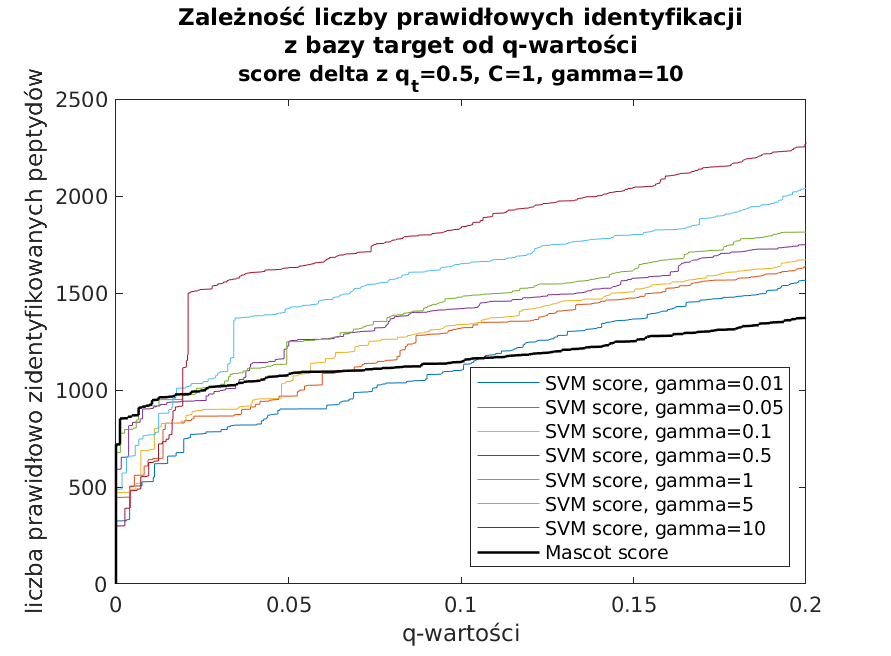 Zależność liczby prawidłowych identyfikacji
z bazy target od q-wartości
score delta z q_t=0.5, C=1, gamma=10
liczba prawidłowo zidentyfikowanych peptydów
2500
2000
1500
1000
500
0
0 0.05 0.1 0.15 0.2
q-wartości
SVM score, gamma=0.01
SVM score, gamma=0.05
SVM score, gamma=0.1
SVM score, gamma=0.5
SVM score, gamma=1
SVM score, gamma=5
SVM score, gamma=10
Mascot score